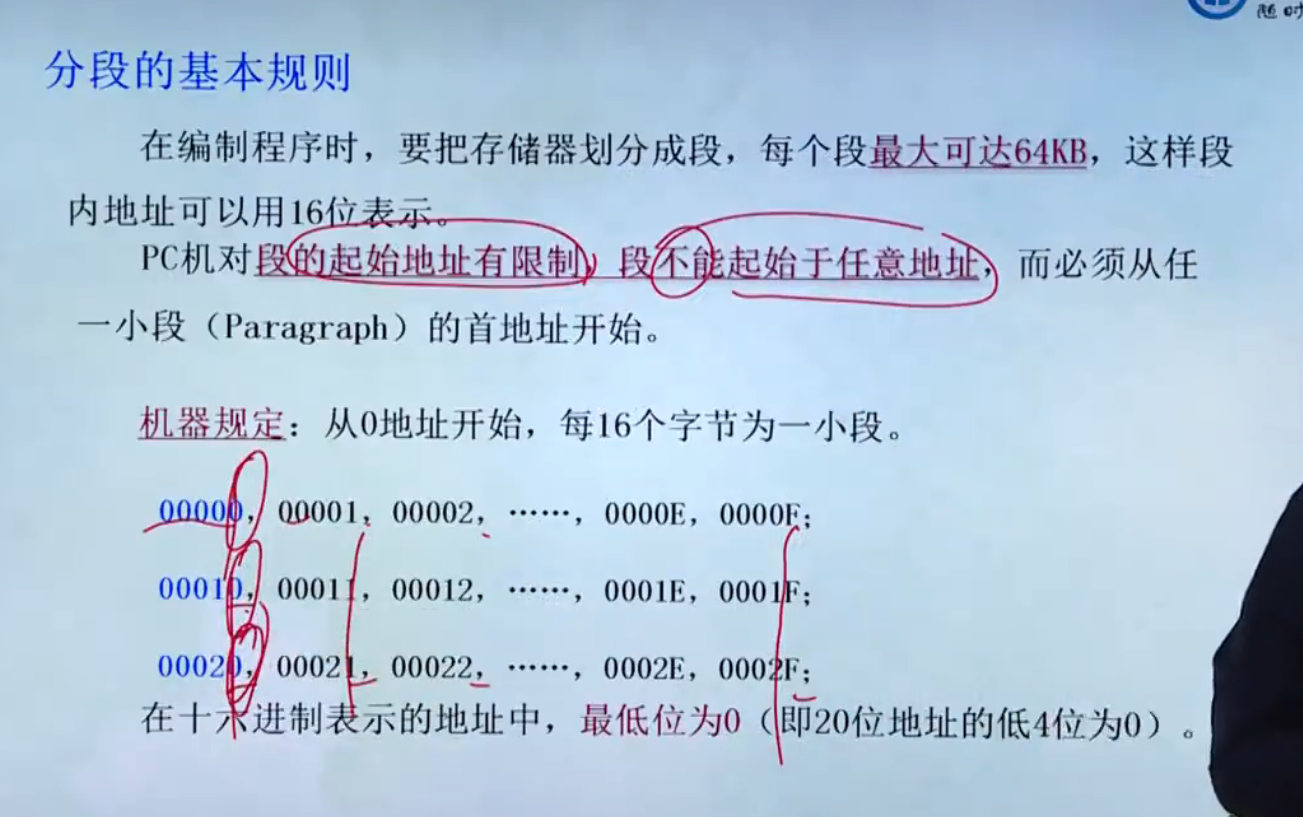 随时
分段的基本规则
在编制程序时，要把存储器划分成段，每个段最大可达64KB，这样段
内地址可以用16位表示。
PC机对段的起始地址有限制，段不能起始于任意地址，而必须从任
一小段（Paragraph）的首地址开始。
机器规定：从0地址开始，每16个字节为一小段。
00000，00001，00002，……，0000E，0000F；
00010，00011，00012，……，0001E，0001F；
00020，00021，00022，……，0002E，0002F；
在十六进制表示的地址中，最低位为0（即20位地址的低4位为0）。